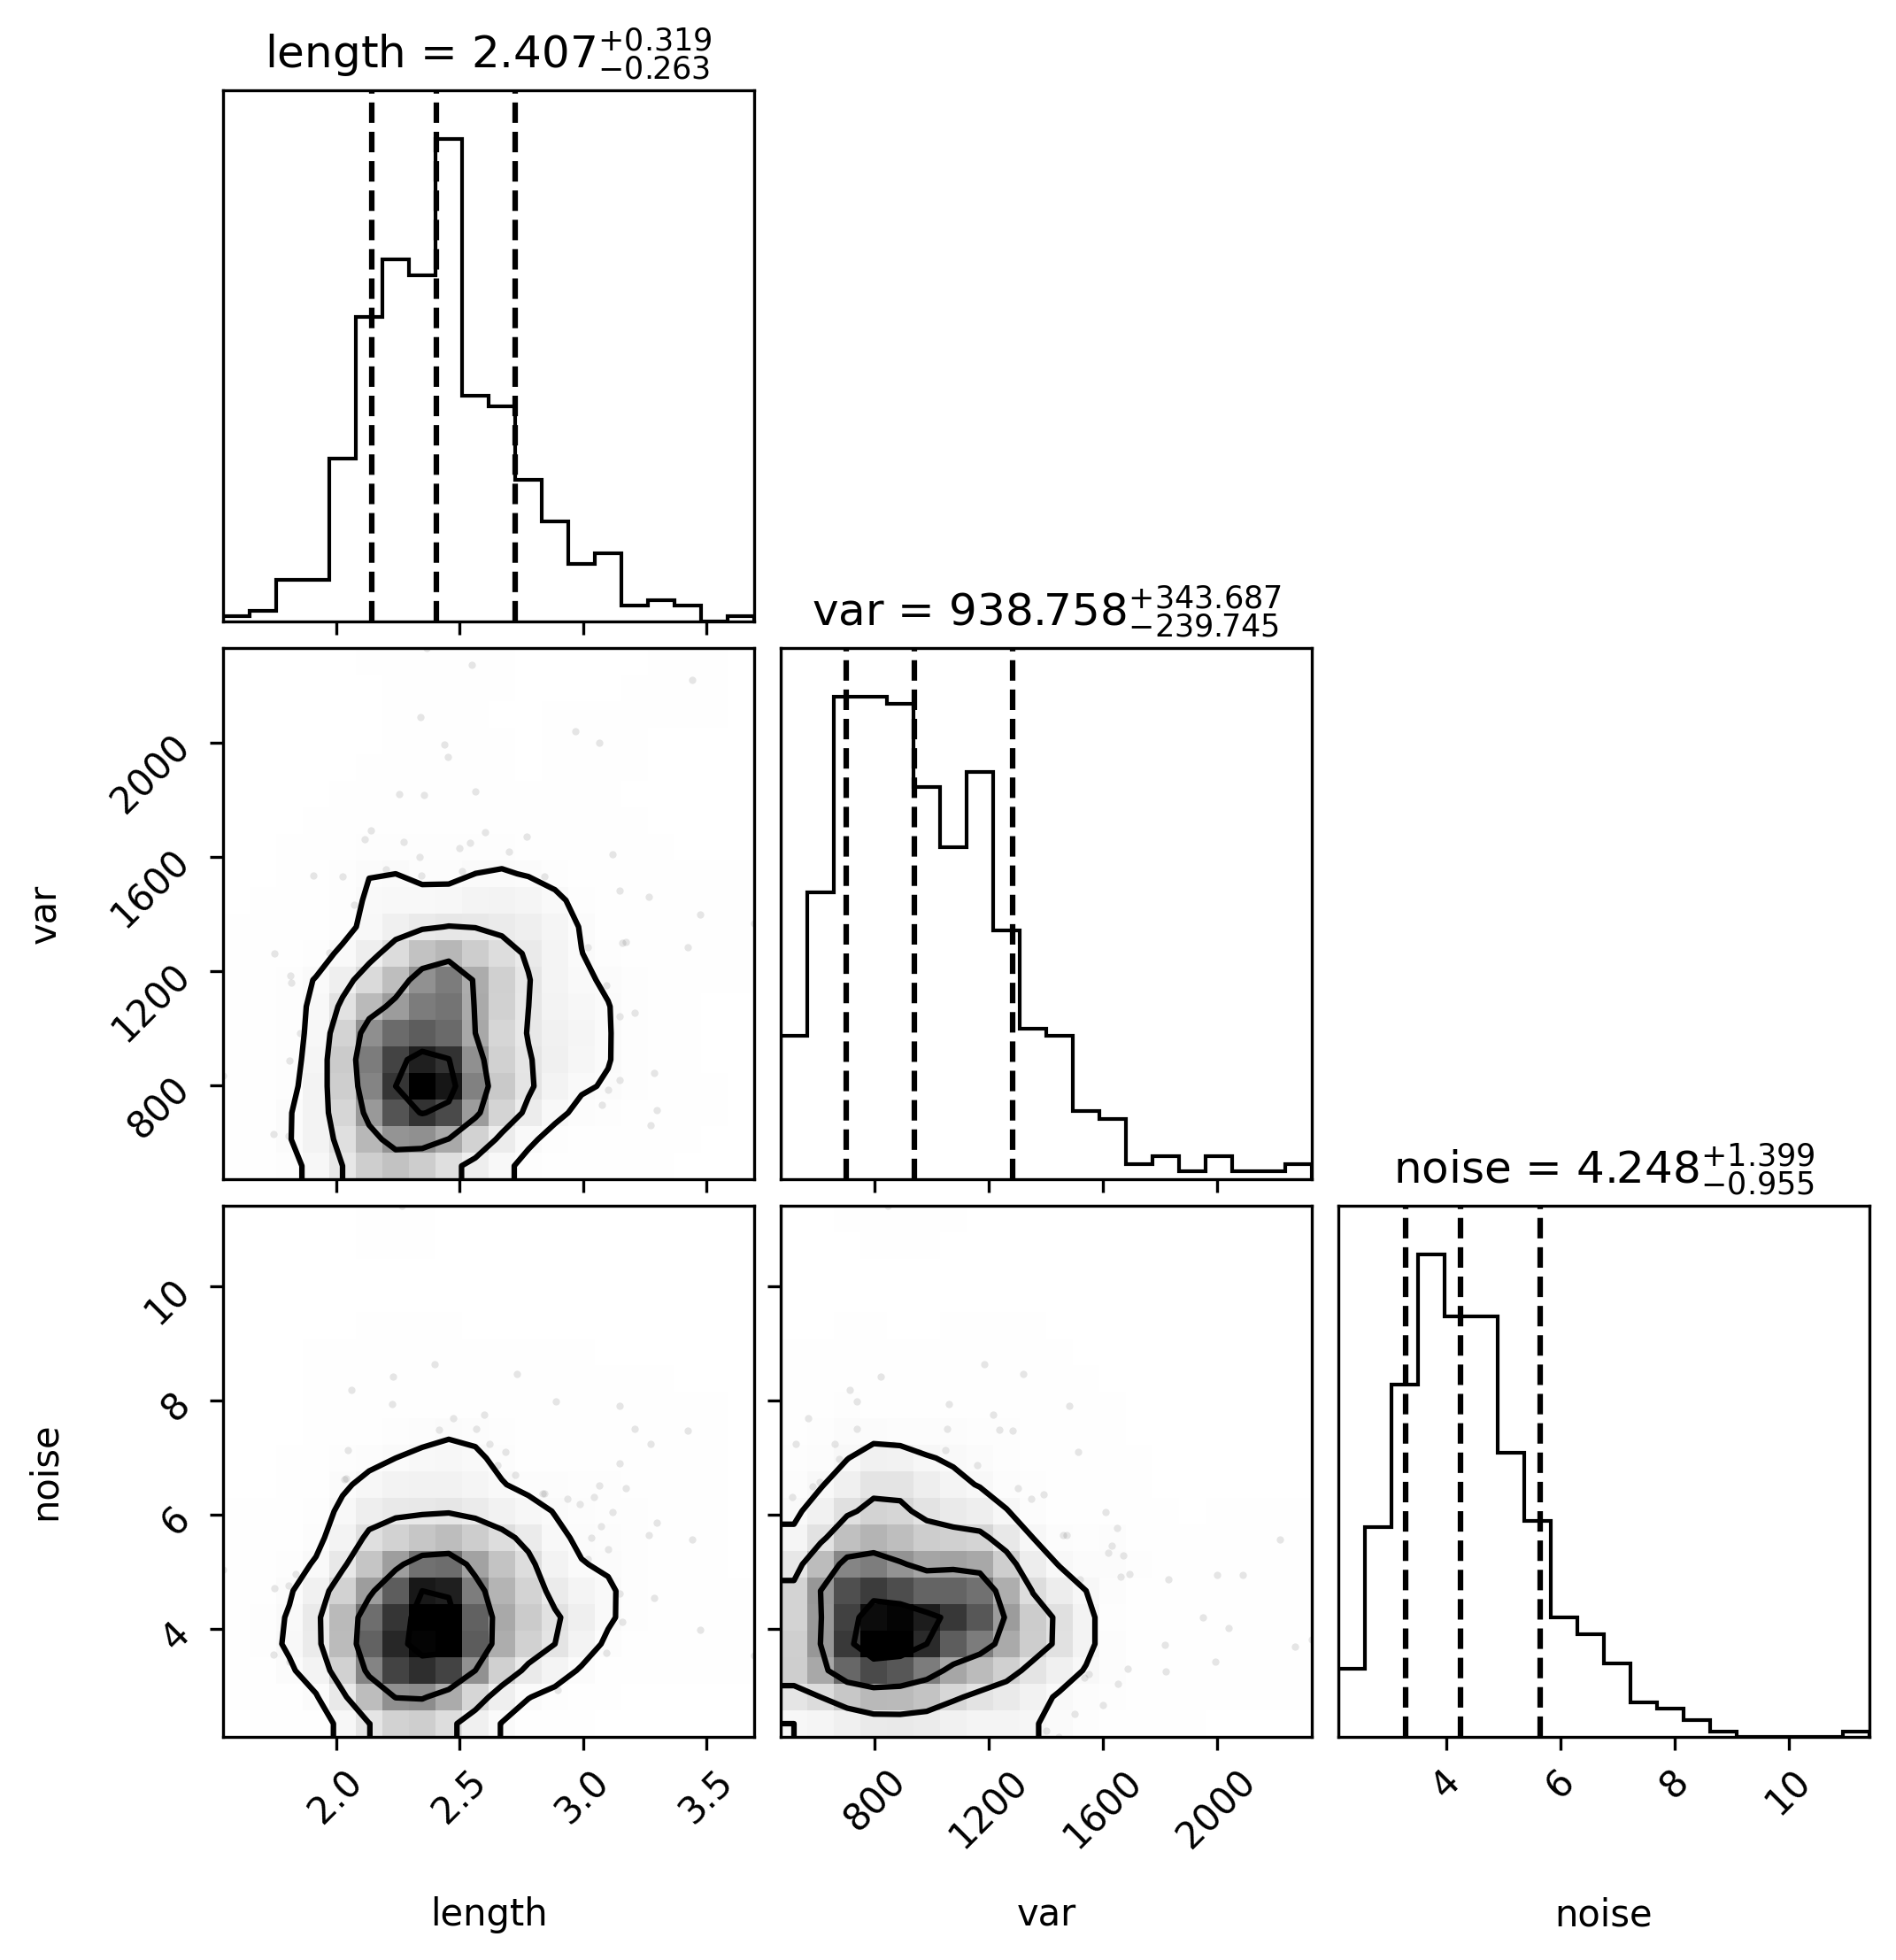 length = 2.407 +0.319 −0.263
var = 938.758 +343.687 −239.745
2000
1600
1200
800
var
noise = 4.248 +1.399 −0.955
10
8
6
4
noise
2.0 2.5 3.0 3.5 800 1200 1600 2000 4 6 8 10
length var noise